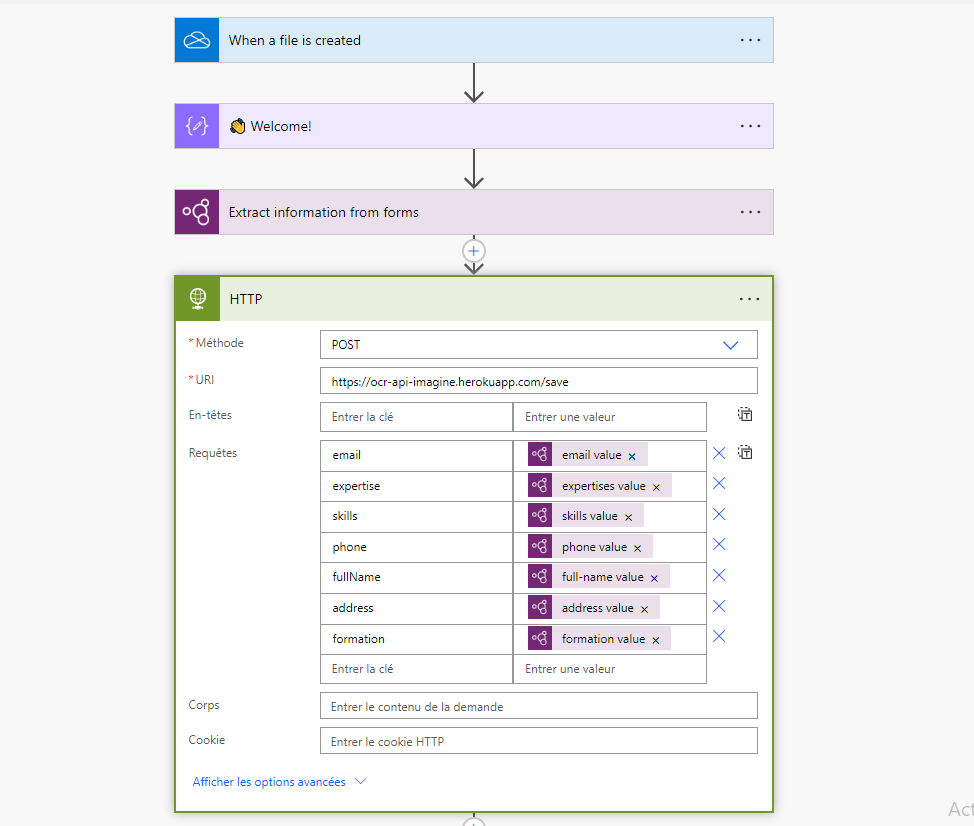 When a file is created
👋 Welcome!
Extract information from forms
HTTP
* Méthode POST
* URI https://ocr-api-imagine.herokuapp.com/save
En-têtes Entrer la clé Entrer une valeur
Requêtes email email value ×
expertise expertises value ×
skills skills value ×
phone phone value ×
fullName full-name value ×
address address value ×
formation formation value ×
Entrer la clé Entrer une valeur
Corps Entrer le contenu de la demande
Cookie Entrer le cookie HTTP
Afficher les options avancées
Act